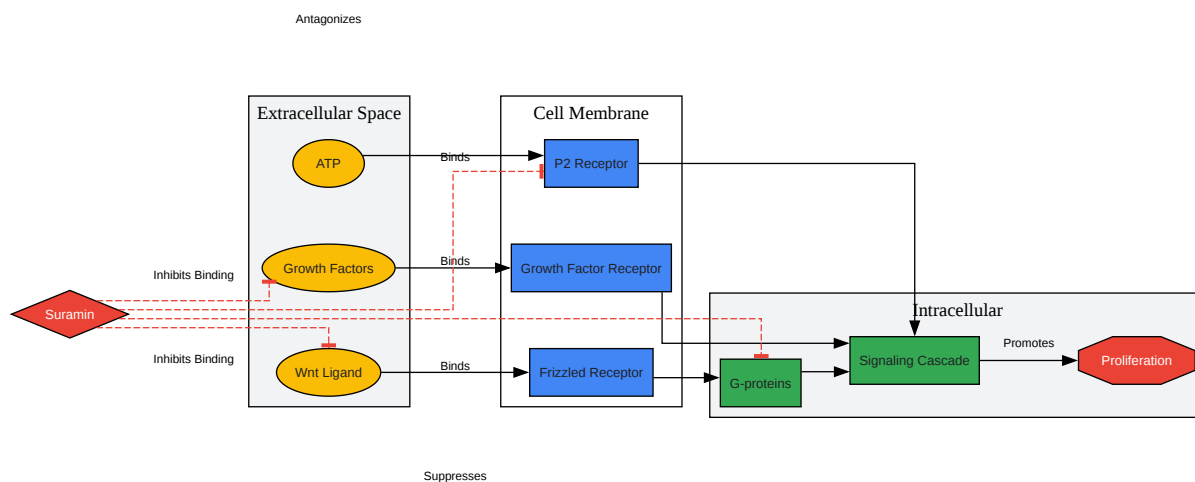 Antagonizes
Extracellular Space
Cell Membrane
ATP
Binds
P2 Receptor
Growth Factors
Binds
Growth Factor Receptor
Inhibits Binding
Suramin
Intracellular
Inhibits Binding
Wnt Ligand
Binds
Frizzled Receptor
G-proteins
Signaling Cascade
Promotes
Proliferation
Suppresses